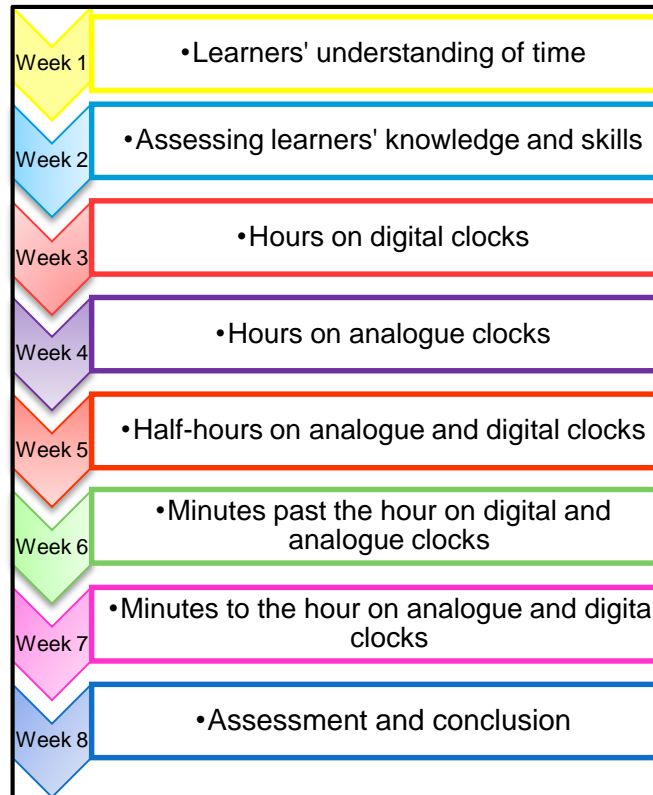 Week 1
•Learners' understanding of time
Week 2
•Assessing learners' knowledge and skills
Week 3
•Hours on digital clocks
Week 4
•Hours on analogue clocks
Week 5
•Half-hours on analogue and digital clocks
Week 6
•Minutes past the hour on digital and
analogue clocks
Week 7
•Minutes to the hour on analogue and digita
clocks
Week 8
•Assessment and conclusion